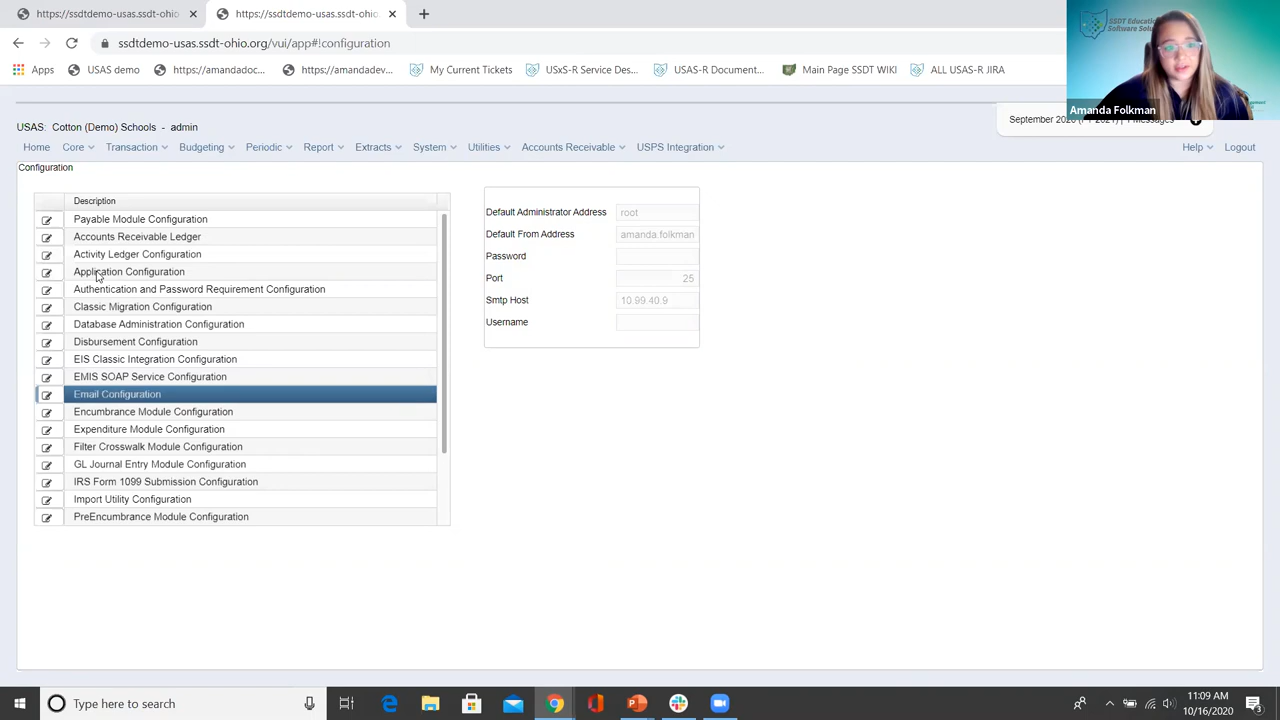 https://ssdtdemo-usas.ssdt-ohio.
https://ssdtdemo-usas.ssdt-ohio.
ssdtdemo-usas.ssdt-ohio.org/vui/app#!configuration
Apps
USAS demo
https://amandadoc...
https://amandadev...
My Current Tickets
USxS-R Service Des...
USAS-R Document...
Main Page SSDT WIKI
ALL USAS-R JIRA
SSDT Education
Software Solu
Amanda Folkman
USAS: Cotton (Demo) Schools - admin
Home Core Transaction Budgeting Periodic Report Extracts System Utilities Accounts Receivable USPS Integration Help Logout
Configuration
Description
Payable Module Configuration
Accounts Receivable Ledger
Activity Ledger Configuration
Application Configuration
Authentication and Password Requirement Configuration
Classic Migration Configuration
Database Administration Configuration
Disbursement Configuration
EIS Classic Integration Configuration
EMIS SOAP Service Configuration
Email Configuration
Encumbrance Module Configuration
Expenditure Module Configuration
Filter Crosswalk Module Configuration
GL Journal Entry Module Configuration
IRS Form 1099 Submission Configuration
Import Utility Configuration
PreEncumbrance Module Configuration
Default Administrator Address root
Default From Address amanda.folkman
Password
Port 25
Smtp Host 10.99.40.9
Username
Type here to search
11:09 AM
10/16/2020
3